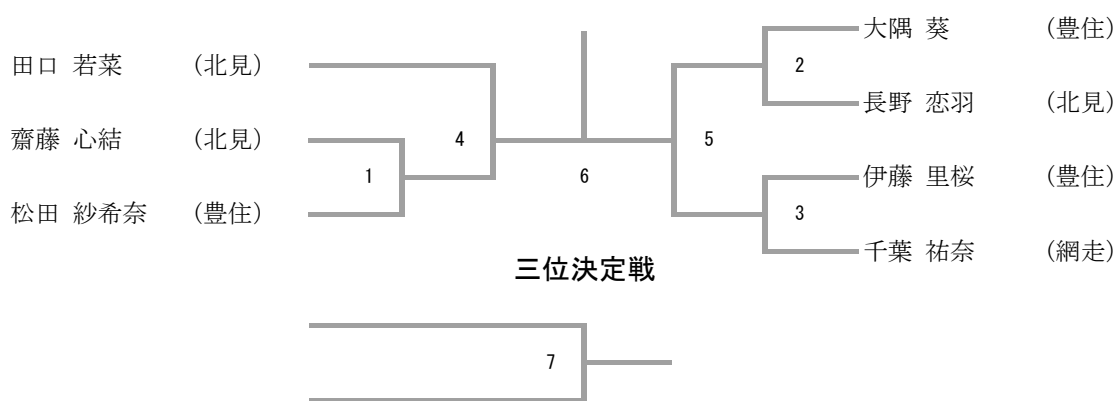 田口 若菜 (北見)
齋藤 心結 (北見)
松田 紗希奈 (豊住)
4
1
6
大隅 葵 (豊住)
2
長野 恋羽 (北見)
5
伊藤 里桜 (豊住)
3
千葉 祐奈 (網走)
三位決定戦
7